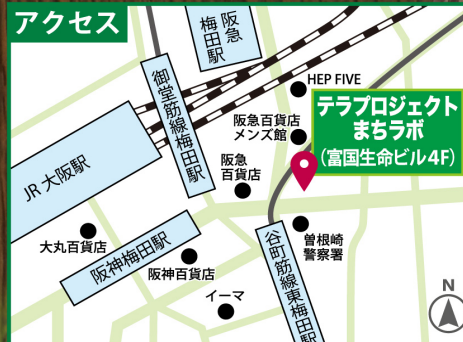 アクセス
阪急
梅田駅
御堂筋線梅田駅
HEP FIVE
テラプロジェクト
まちラボ
(富国生命ビル4F)
阪急百貨店
メンズ館
JR 大阪駅
阪急
百貨店
大丸百貨店
阪神梅田駅
阪神百貨店
谷町筋線東梅田駅
曽根崎
警察署
イーマ
N